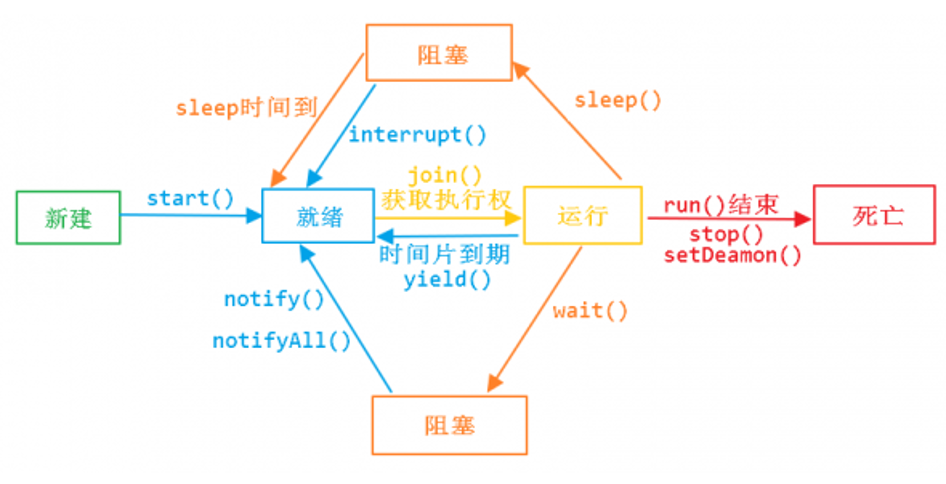 阻塞
sleep时间到
sleep()
interrupt()
新建
start()
就绪
join()
获取执行权
时间片到期
yield()
运行
run()结束
stop()
setDeamon()
死亡
notify()
notifyAll()
wait()
阻塞